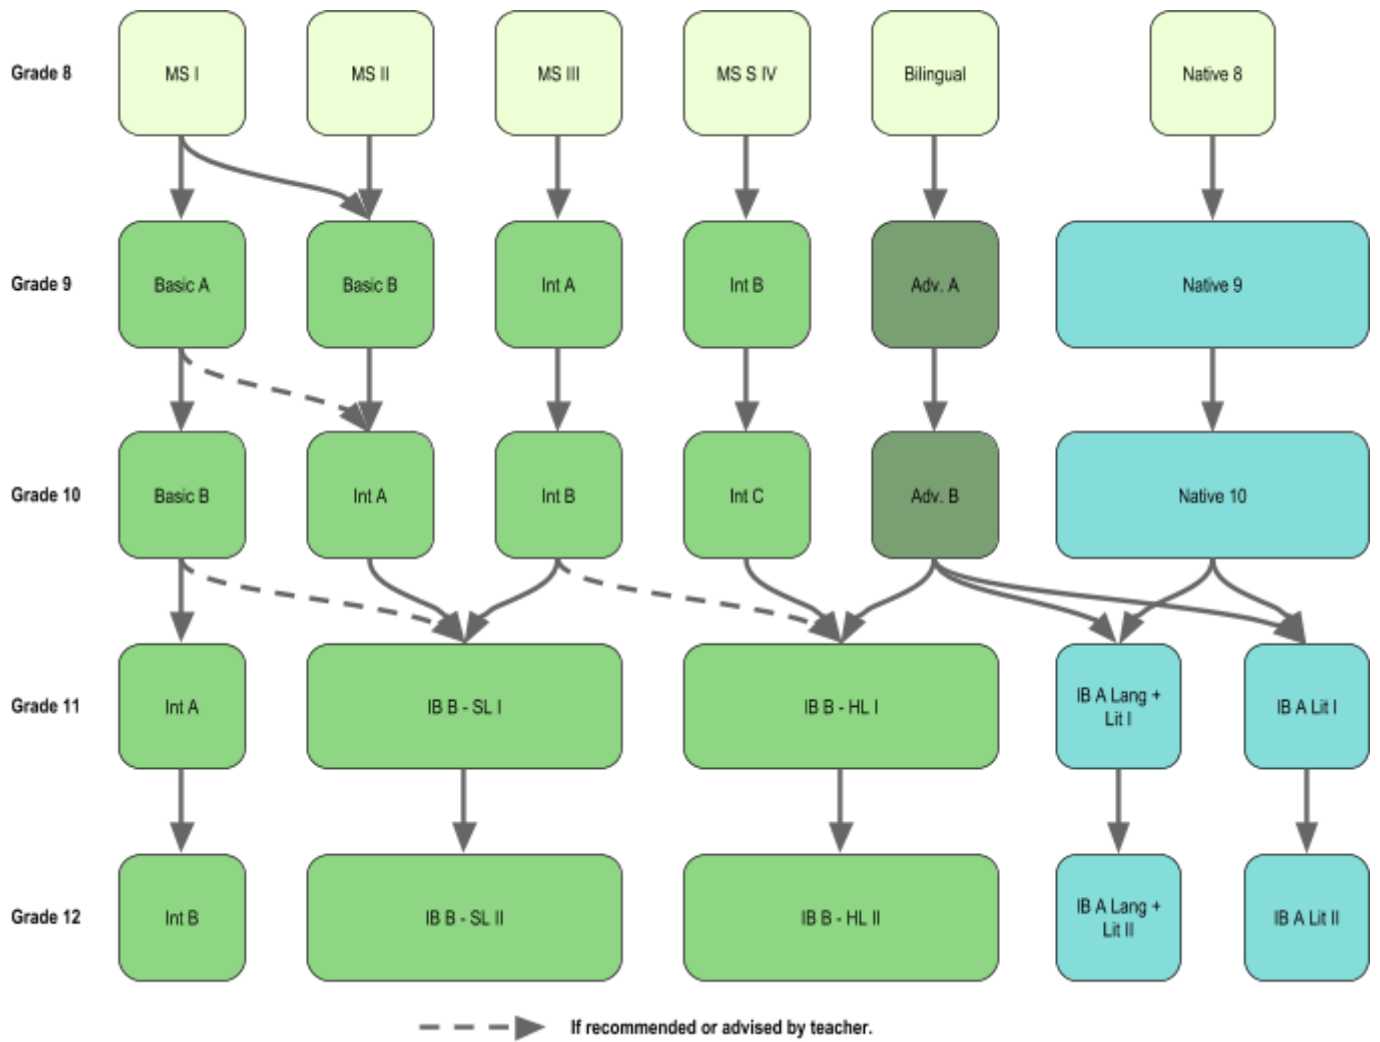 Grade 8
MS I
MS II
MS III
MS S IV
Bilingual
Native 8
Grade 9
Basic A
Basic B
Int A
Int B
Adv. A
Native 9
Grade 10
Basic B
Int A
Int B
Int C
Adv. B
Native 10
Grade 11
Int A
IB B - SL I
IB B - HL I
IB A Lang +
Lit I
IB A Lit I
Grade 12
Int B
IB B - SL II
IB B - HL II
IB A Lang +
Lit II
IB A Lit II
If recommended or advised by teacher.